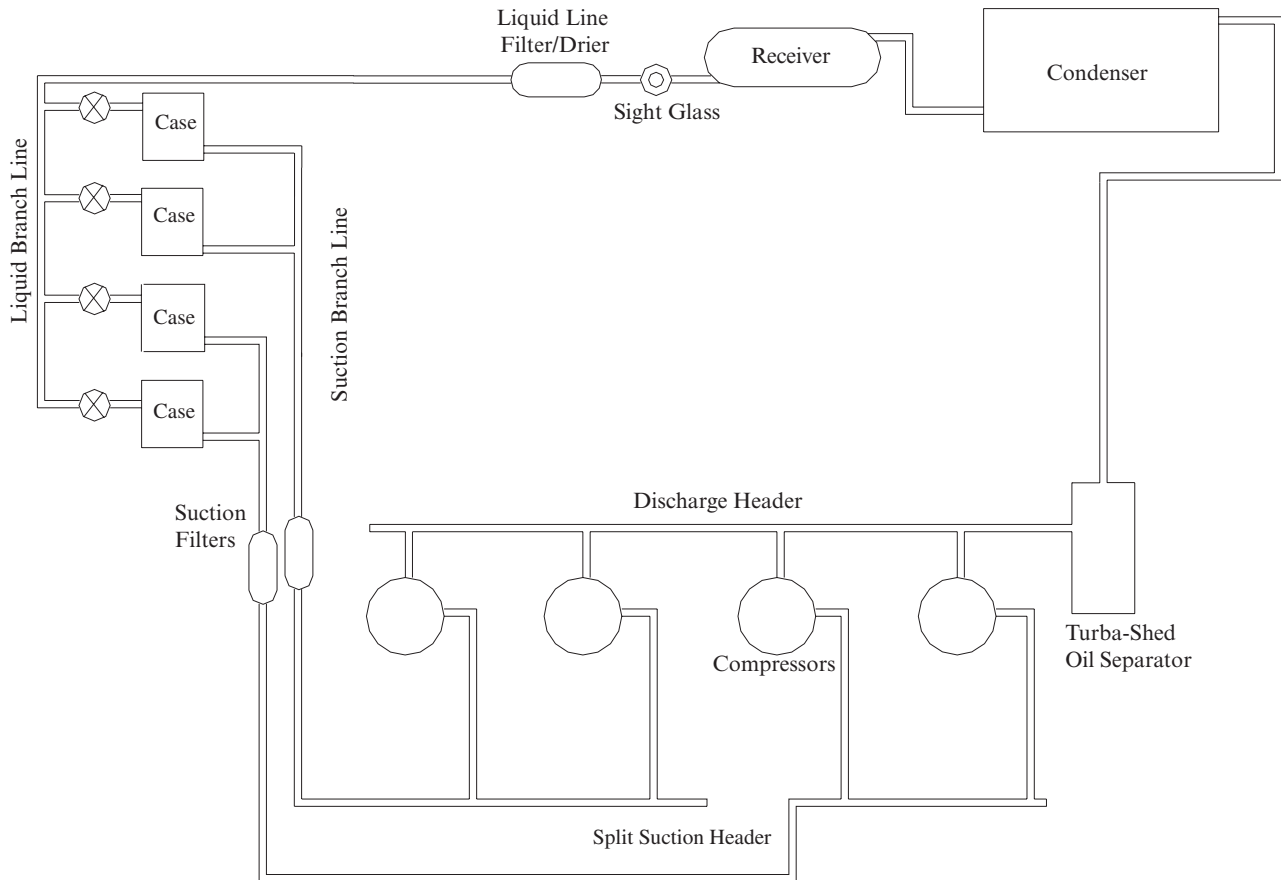 Liquid Line
Filter/Drier
Receiver
Condenser
Sight Glass
Case
Case
Case
Case
Liquid Branch Line
Suction Branch Line
Suction
Filters
Discharge Header
Compressors
Turba-Shed
Oil Separator
Split Suction Header